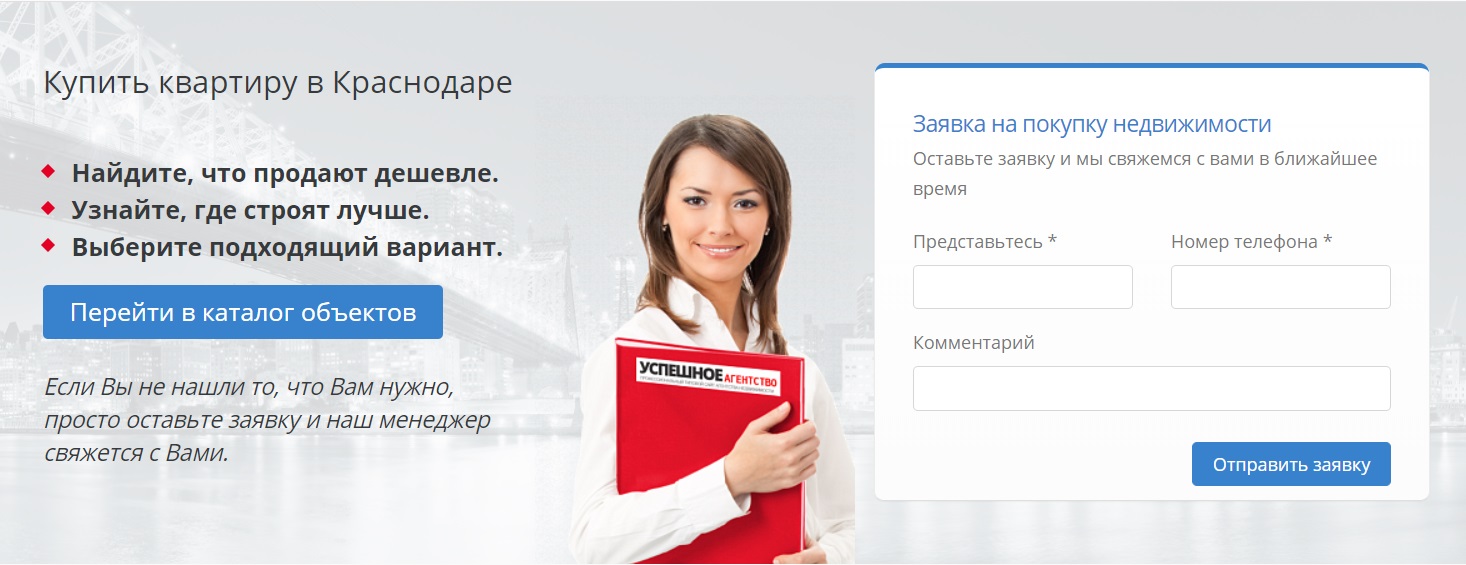 Купить квартиру в Краснодаре
Найдите, что продают дешевле.
Узнайте, где строят лучше.
Выберите подходящий вариант.
Перейти в каталог объектов
Если Вы не нашли то, что Вам нужно,
просто оставьте заявку и наш менеджер
свяжется с Вами.
УСПЕШНОЕ АГЕНТСТВО
Заявка на покупку недвижимости
Оставьте заявку и мы свяжемся с вами в ближайшее
время
Представьтесь * Номер телефона *
Комментарий
Отправить заявку